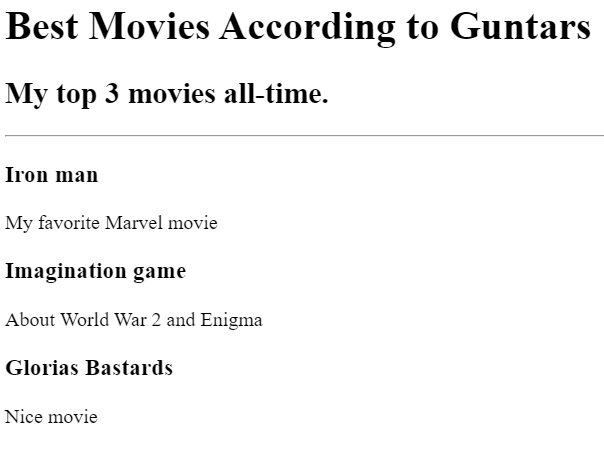 Best Movies According to Guntars
My top 3 movies all-time.
Iron man
My favorite Marvel movie
Imagination game
About World War 2 and Enigma
Glorias Bastards
Nice movie